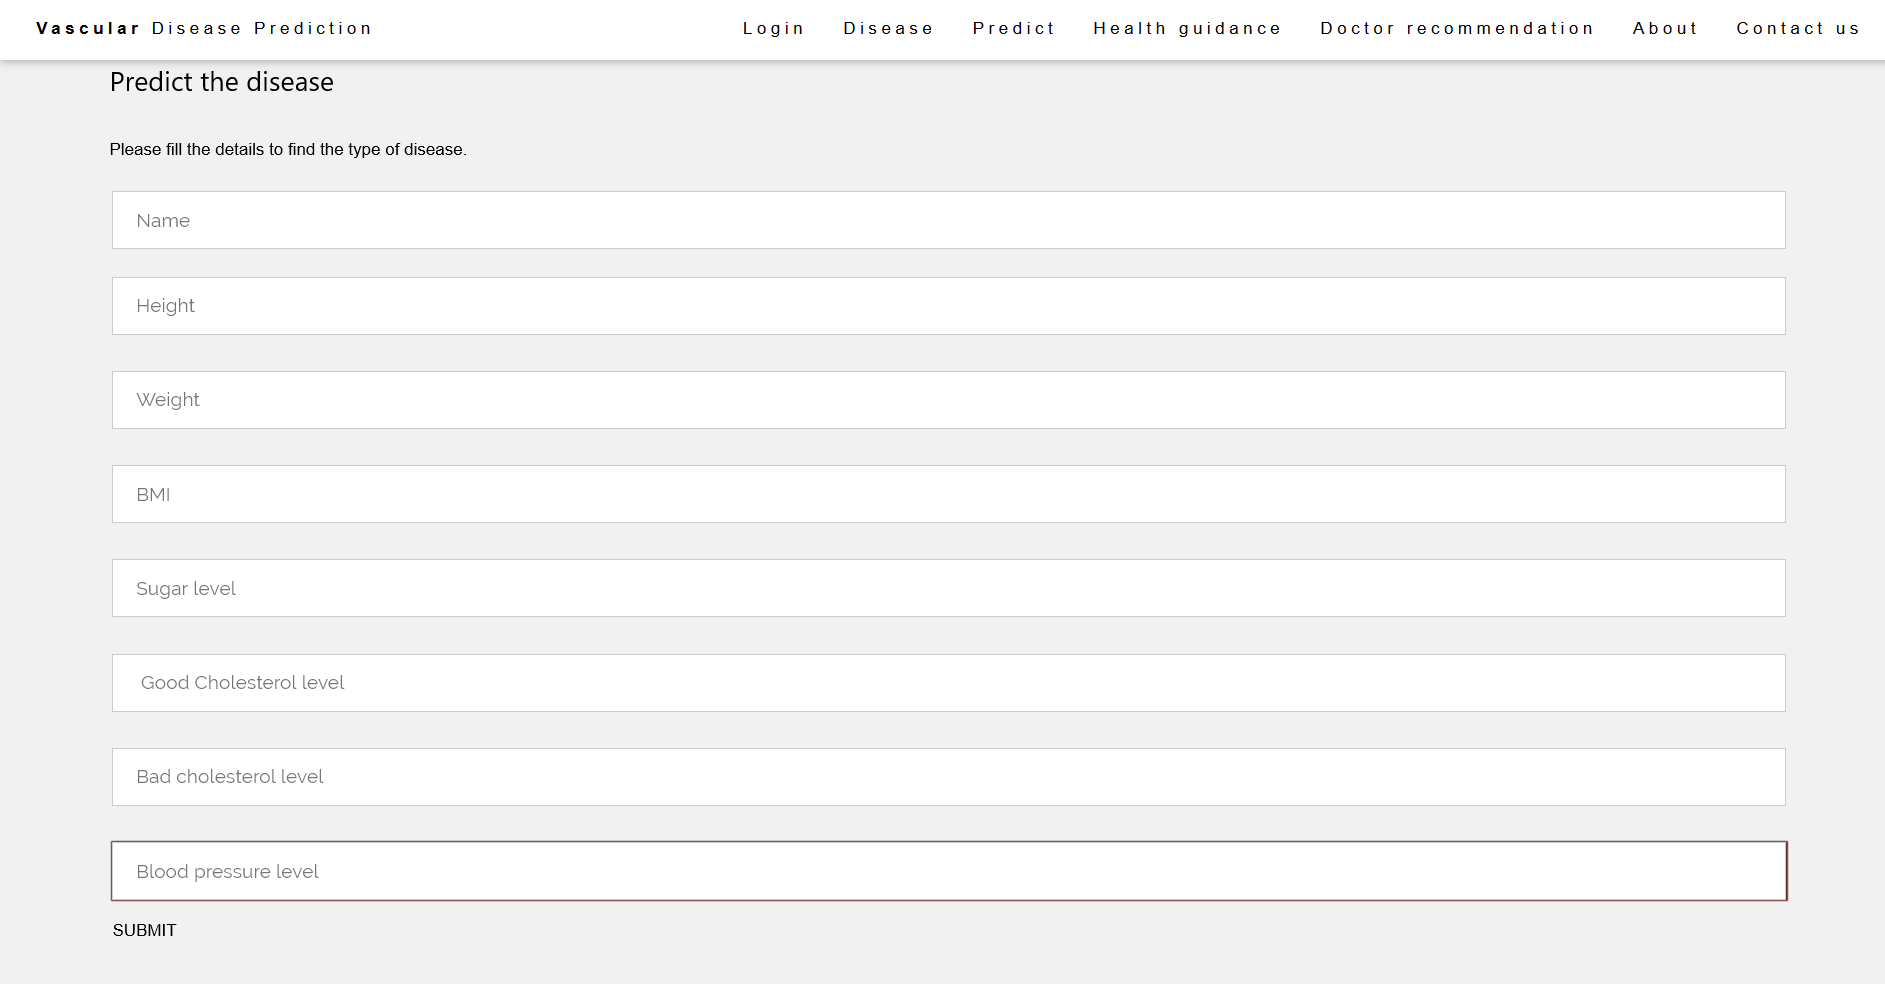 Vascular Disease Prediction Login Disease Predict Health guidance Doctor recommendation About Contact us
Predict the disease
Please fill the details to find the type of disease.
Name
Height
Weight
BMI
Sugar level
Good Cholesterol level
Bad cholesterol level
Blood pressure level
SUBMIT